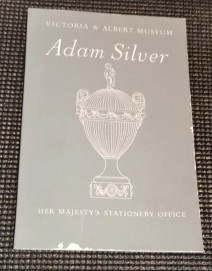 VICTORIA & ALBERT MUSEUM
Adam Silver
HER MAJESTY'S STATIONERY OFFICE